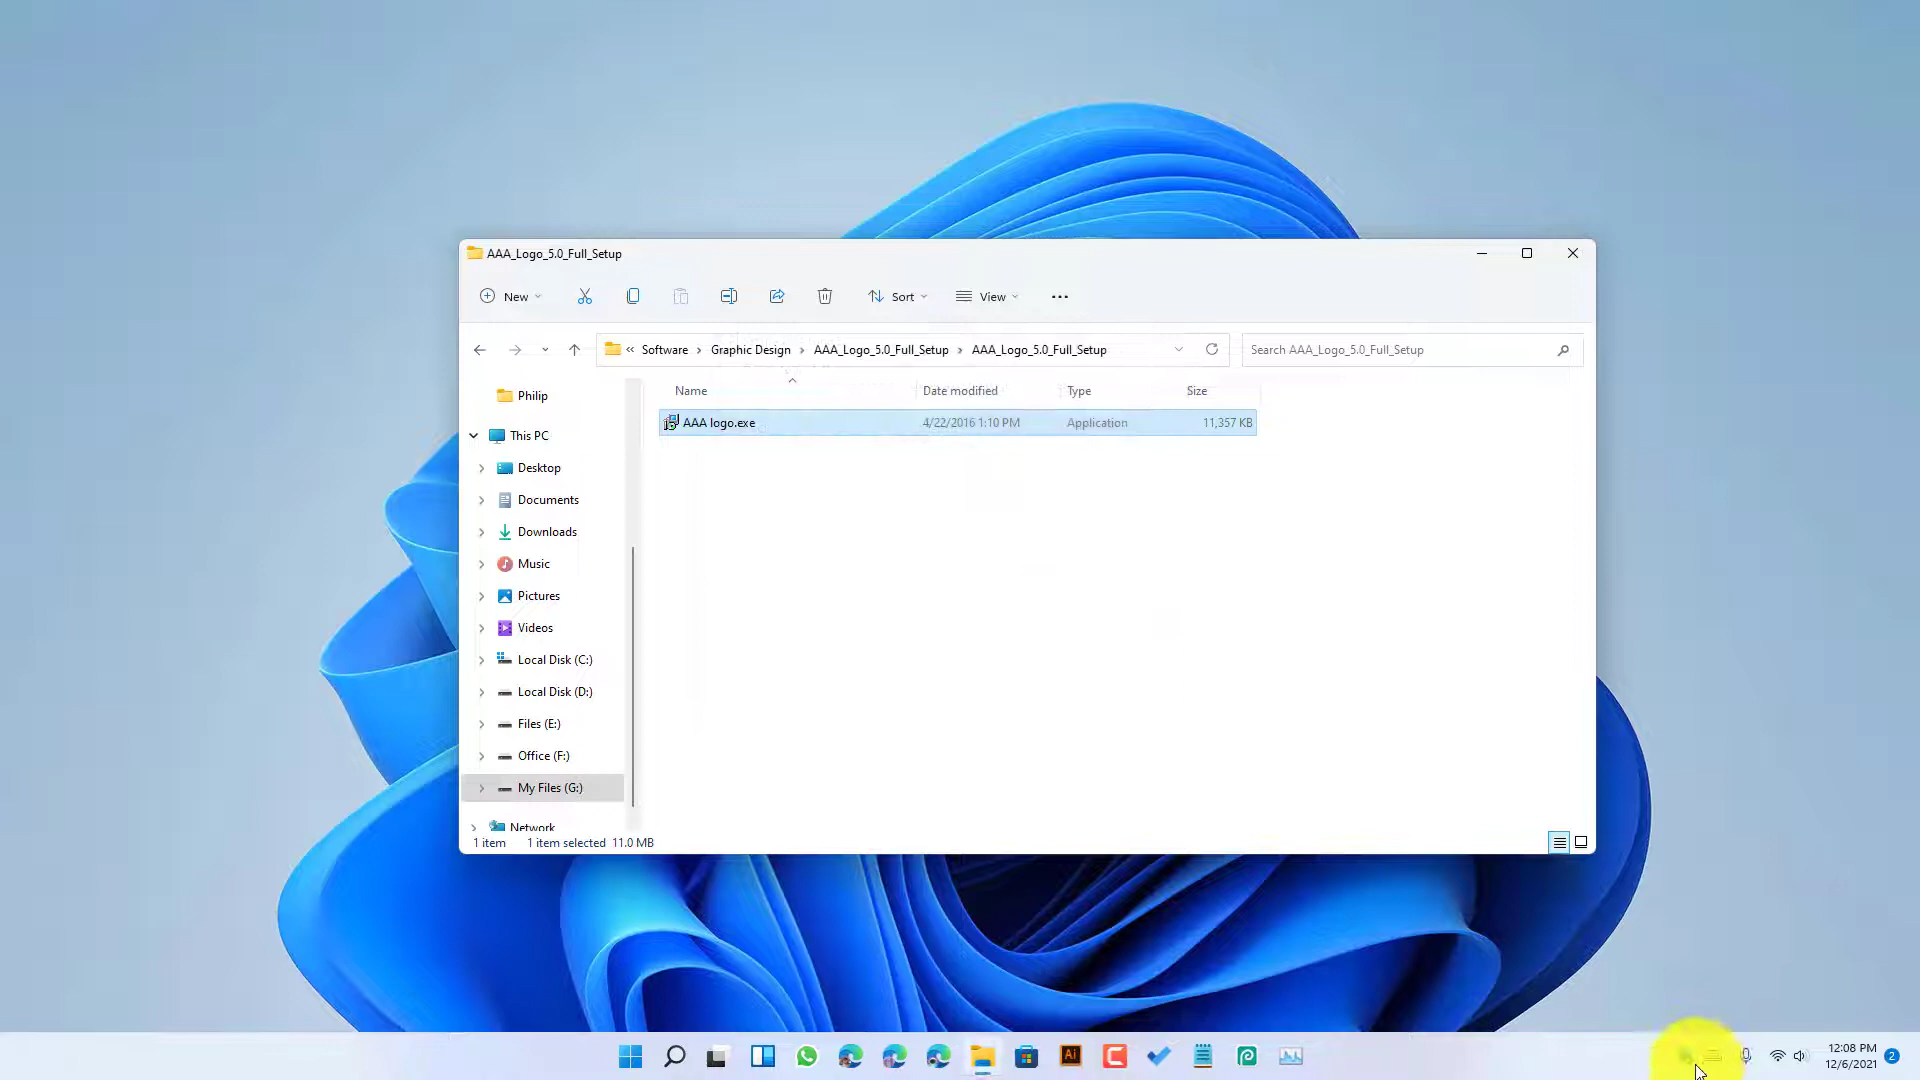 AAA_Logo_5.0_Full_Setup
New
Sort
View
Software
Graphic Design
AAA_Logo_5.0_Full_Setup
AAA_Logo_5.0_Full_Setup
Search AAA_Logo_5.0_Full_Setup
Philip
Name
Date modified
Type
Size
AAA logo.exe
4/22/2016 1:10 PM
Application
11,357 KB
This PC
Desktop
Documents
Downloads
Music
Pictures
Videos
Local Disk (C:)
Local Disk (D:)
Files (E:)
Office (F:)
My Files (G:)
Network
1 item
1 item selected 11.0 MB
Ai
12:08 PM
12/6/2021
2